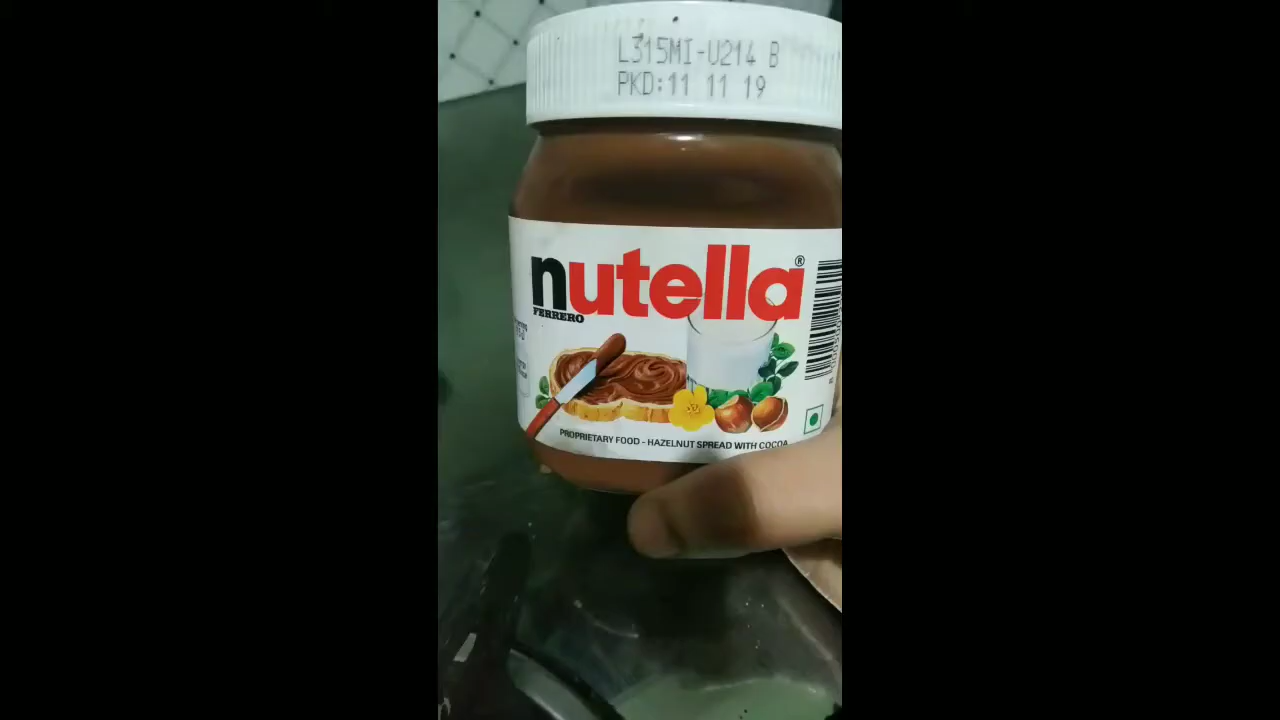 L315MI-U214 B
PKD:11 11 19
nutella®
FERRERO
PROPRIETARY FOOD - HAZELNUT SPREAD WITH COCOA